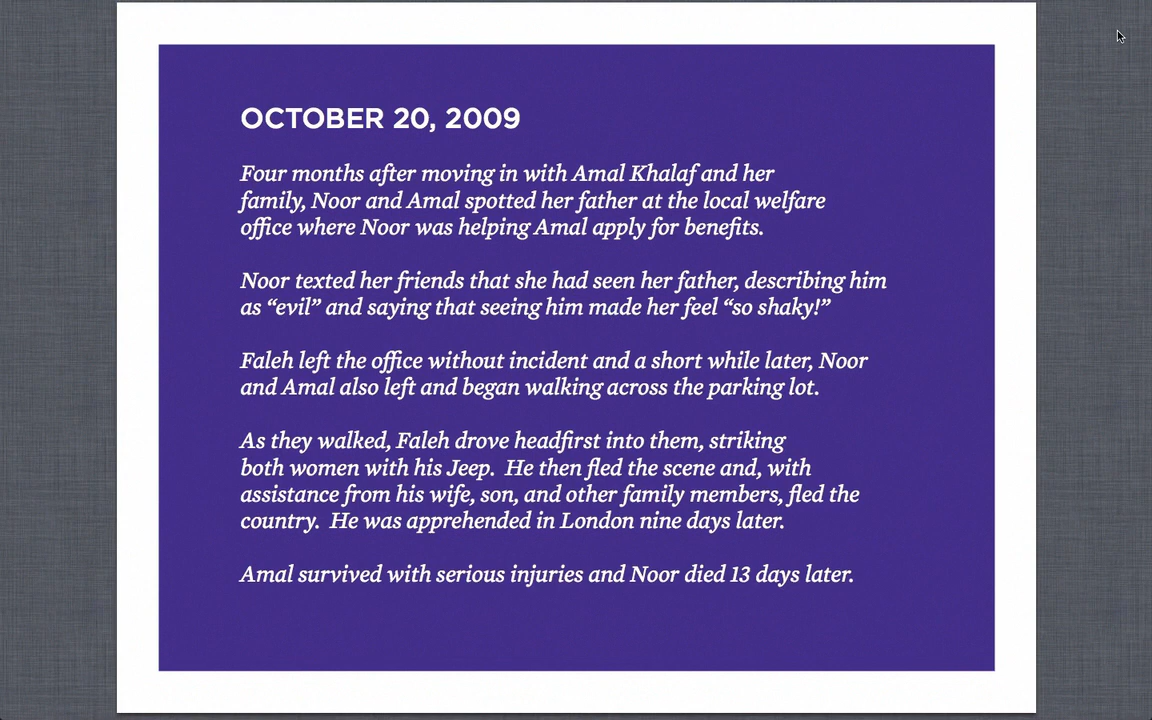 OCTOBER 20, 2009
Four months after moving in with Amal Khalaf and her
family, Noor and Amal spotted her father at the local welfare
office where Noor was helping Amal apply for benefits.
Noor texted her friends that she had seen her father, describing him
as “evil” and saying that seeing him made her feel “so shaky!”
Faleh left the office without incident and a short while later, Noor
and Amal also left and began walking across the parking lot.
As they walked, Faleh drove headfirst into them, striking
both women with his Jeep.  He then fled the scene and, with
assistance from his wife, son, and other family members, fled the
country.  He was apprehended in London nine days later.
Amal survived with serious injuries and Noor died 13 days later.